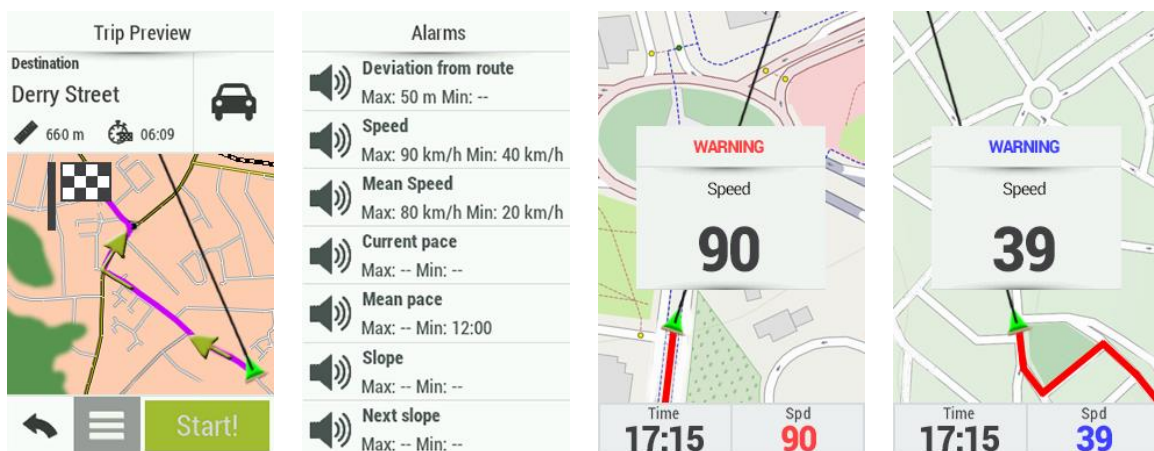 Trip Preview
Destination
Derry Street
660 m 06:09
Start!
Alarms
Deviation from route
Max: 50 m Min: --
Speed
Max: 90 km/h Min: 40 km/h
Mean Speed
Max: 80 km/h Min: 20 km/h
Current pace
Max: -- Min: --
Mean pace
Max: -- Min: 12:00
Slope
Max: -- Min: --
Next slope
Max: -- Min: --
WARNING
Speed
90
Time Spd
17:15 90
WARNING
Speed
39
Time Spd
17:15 39